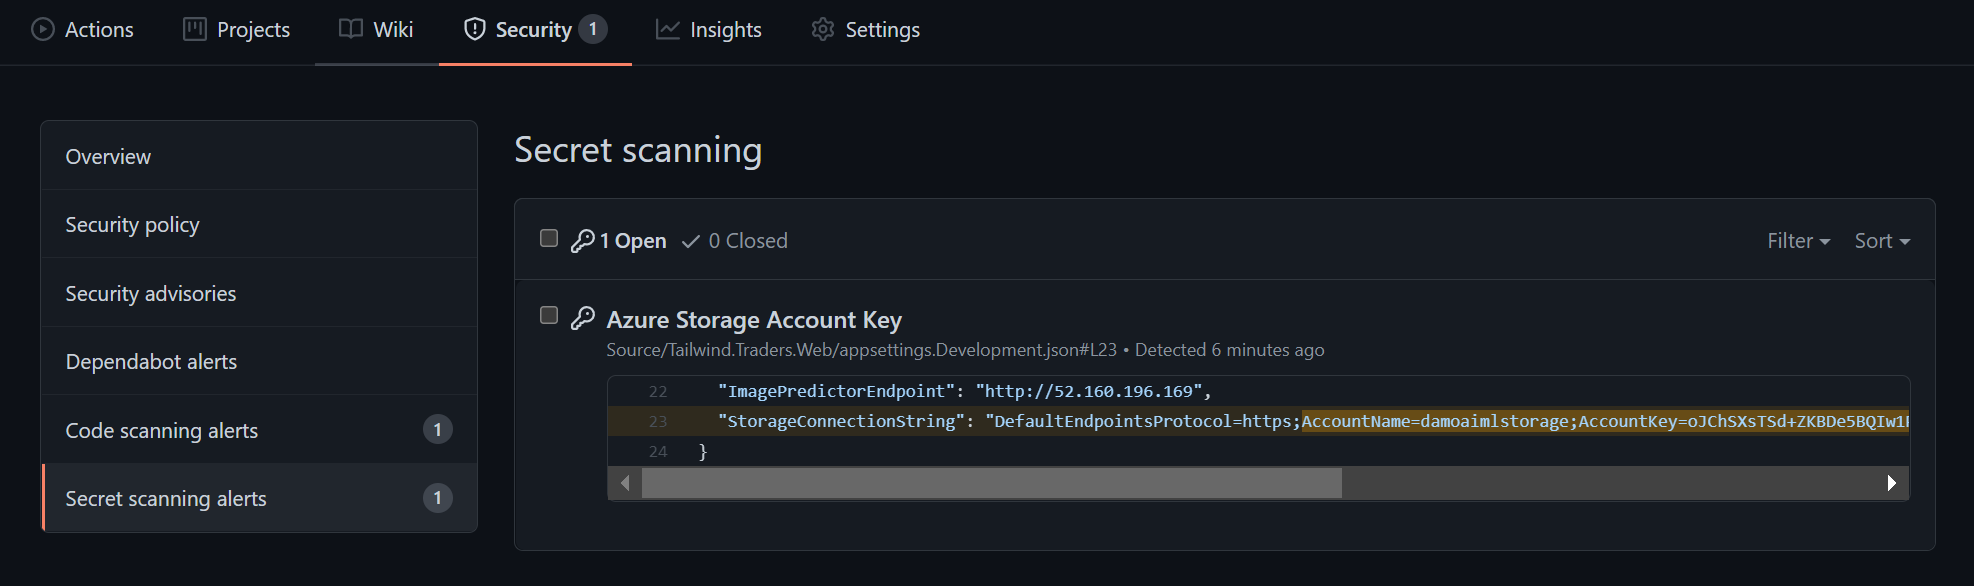 Actions Projects Wiki Security 1 Insights Settings
Overview
Security policy
Security advisories
Dependabot alerts
Code scanning alerts 1
Secret scanning alerts 1
Secret scanning
1 Open 0 Closed Filter Sort
Azure Storage Account Key
Source/Tailwind.Traders.Web/appsettings.Development.json#L23 • Detected 6 minutes ago
22 "ImagePredictorEndpoint": "http://52.160.196.169",
23 "StorageConnectionString": "DefaultEndpointsProtocol=https;AccountName=damoaimlstorage;AccountKey=oJChSXsTSd+ZKBDe5BQIw1
24 }